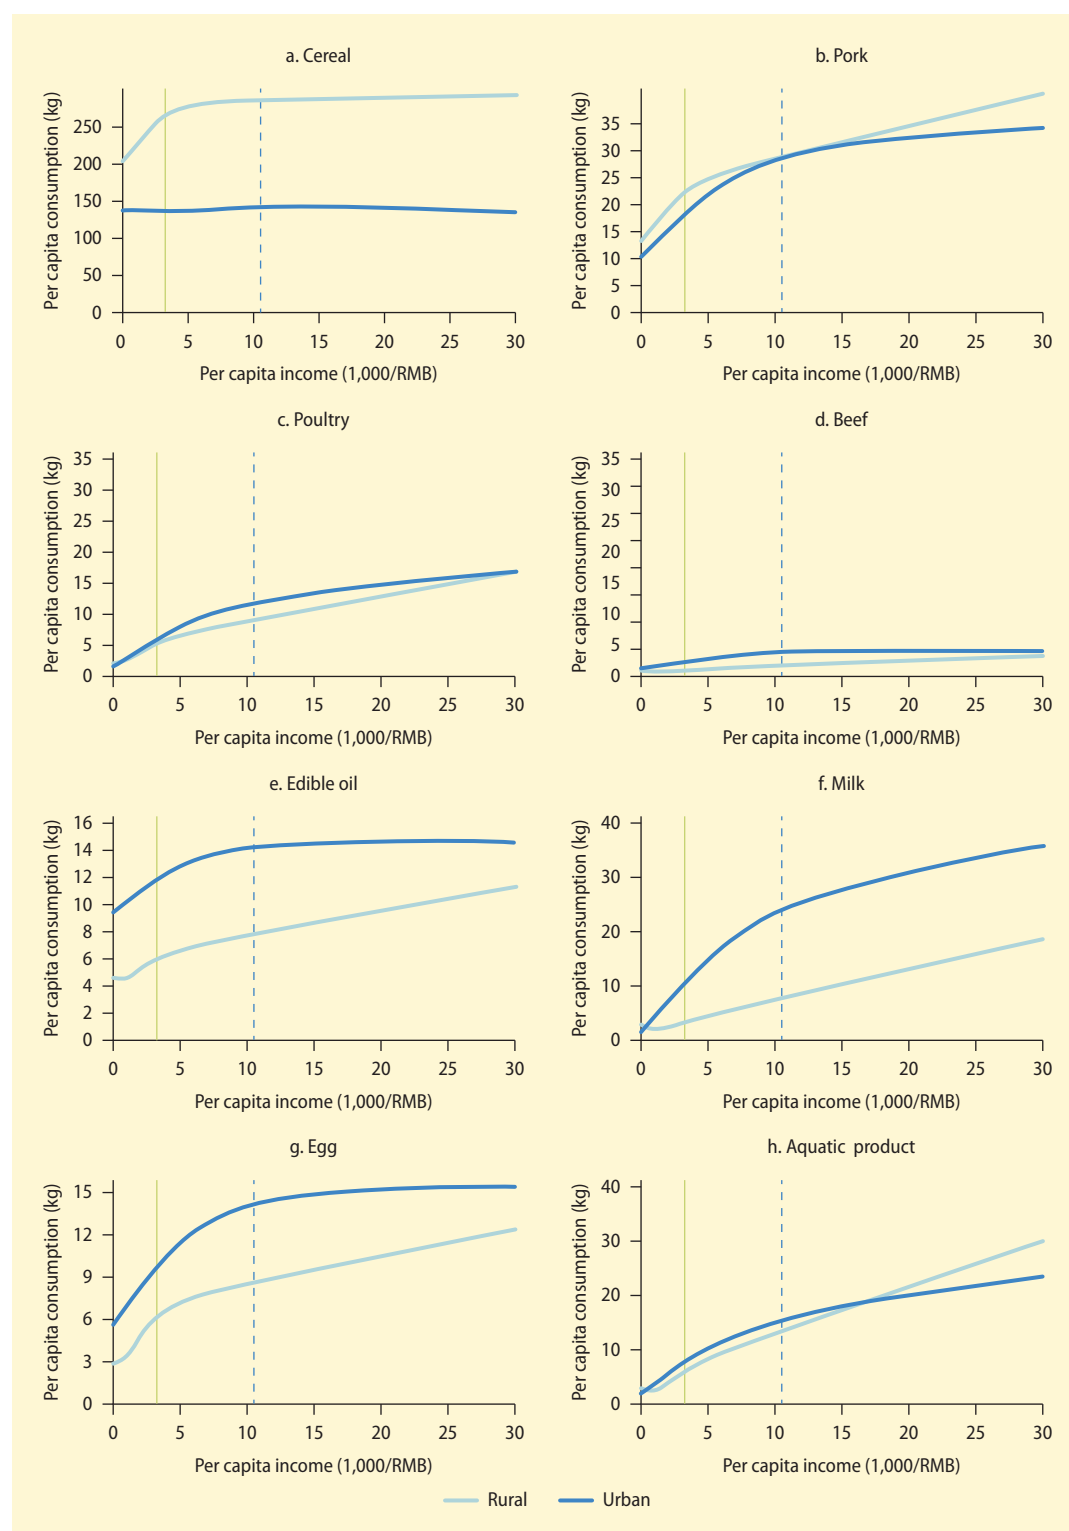 a. Cereal
Per capita consumption (kg)
250
200
150
100
50
0
0 5 10 15 20 25 30
Per capita income (1,000/RMB)
b. Pork
Per capita consumption (kg)
35
30
25
20
15
10
5
0
0 5 10 15 20 25 30
Per capita income (1,000/RMB)
c. Poultry
Per capita consumption (kg)
35
30
25
20
15
10
5
0
0 5 10 15 20 25 30
Per capita income (1,000/RMB)
d. Beef
Per capita consumption (kg)
35
30
25
20
15
10
5
0
0 5 10 15 20 25 30
Per capita income (1,000/RMB)
e. Edible oil
Per capita consumption (kg)
16
14
12
10
8
6
4
2
0
0 5 10 15 20 25 30
Per capita income (1,000/RMB)
f. Milk
Per capita consumption (kg)
40
30
20
10
0
0 5 10 15 20 25 30
Per capita income (1,000/RMB)
g. Egg
Per capita consumption (kg)
15
12
9
6
3
0
0 5 10 15 20 25 30
Per capita income (1,000/RMB)
h. Aquatic product
Per capita consumption (kg)
40
30
20
10
0
0 5 10 15 20 25 30
Per capita income (1,000/RMB)
Rural Urban